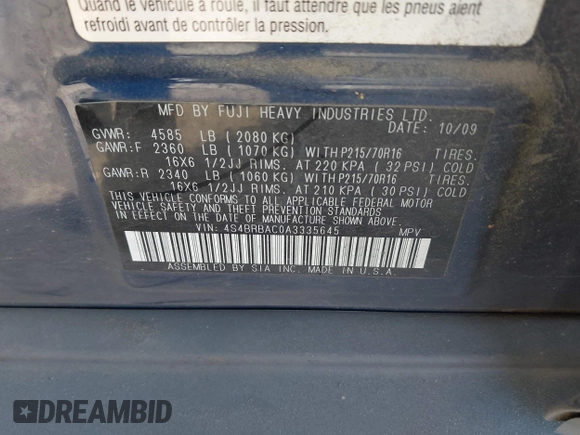 Quand le véhicule a roulé, il faut attendre que les pneus aient
refroidi avant de contrôler la pression.
MFD BY FUJI HEAVY INDUSTRIES LTD.
DATE: 10/09
GVWR: 4585 LB (2080 KG)
GAWR:F 2360 LB (1070 KG) WITH P215/70R16 TIRES.
16X6 1/2JJ RIMS. AT 220 KPA (32 PSI) COLD
GAWR:R 2340 LB (1060 KG) WITH P215/70R16 TIRES.
16X6 1/2JJ RIMS. AT 210 KPA (30 PSI) COLD
THIS VEHICLE CONFORMS TO ALL APPLICABLE FEDERAL MOTOR
VEHICLE SAFETY AND THEFT PREVENTION STANDARDS
IN EFFECT ON THE DATE OF MANUFACTURE SHOWN ABOVE.
VIN: 4S4BRBAC0A3335645 MPV
ASSEMBLED BY SIA INC. MADE IN U.S.A.
DREAMBID